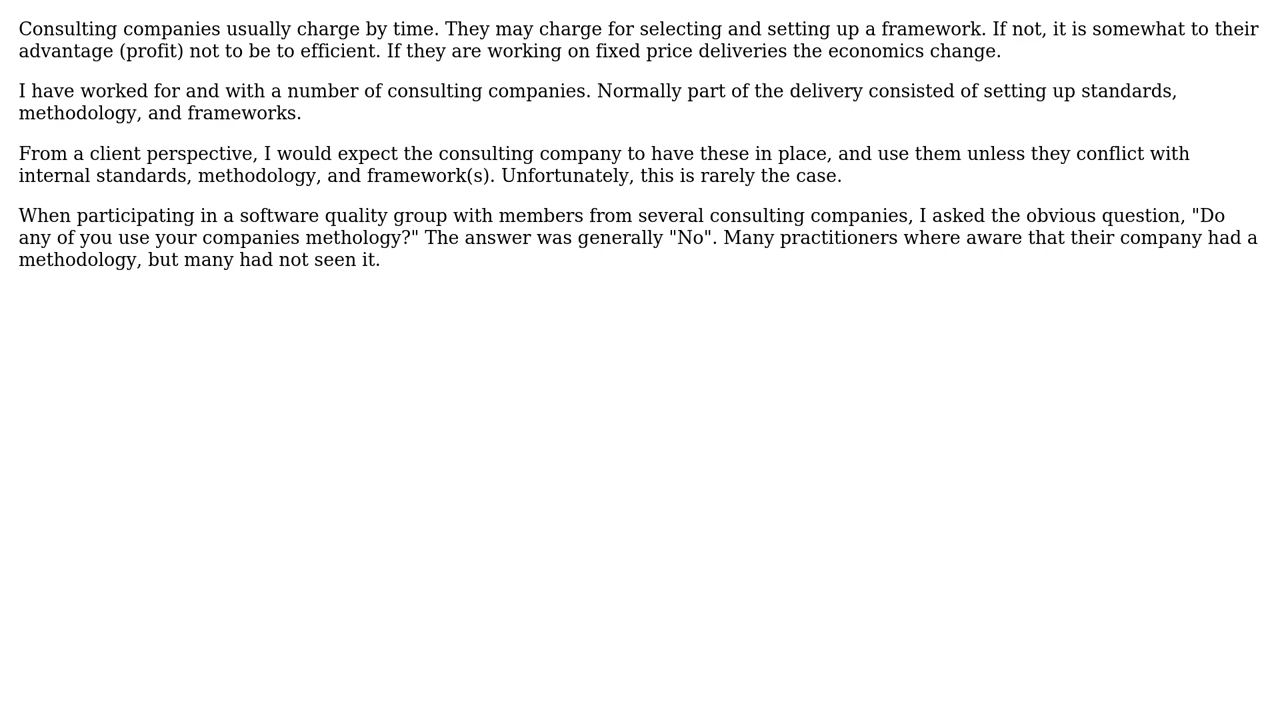 Consulting companies usually charge by time. They may charge for selecting and setting up a framework. If not, it is somewhat to their
advantage (profit) not to be to efficient. If they are working on fixed price deliveries the economics change.
I have worked for and with a number of consulting companies. Normally part of the delivery consisted of setting up standards,
methodology, and frameworks.
From a client perspective, I would expect the consulting company to have these in place, and use them unless they conflict with
internal standards, methodology, and framework(s). Unfortunately, this is rarely the case.
When participating in a software quality group with members from several consulting companies, I asked the obvious question, "Do
any of you use your companies methology?" The answer was generally "No". Many practitioners where aware that their company had a
methodology, but many had not seen it.